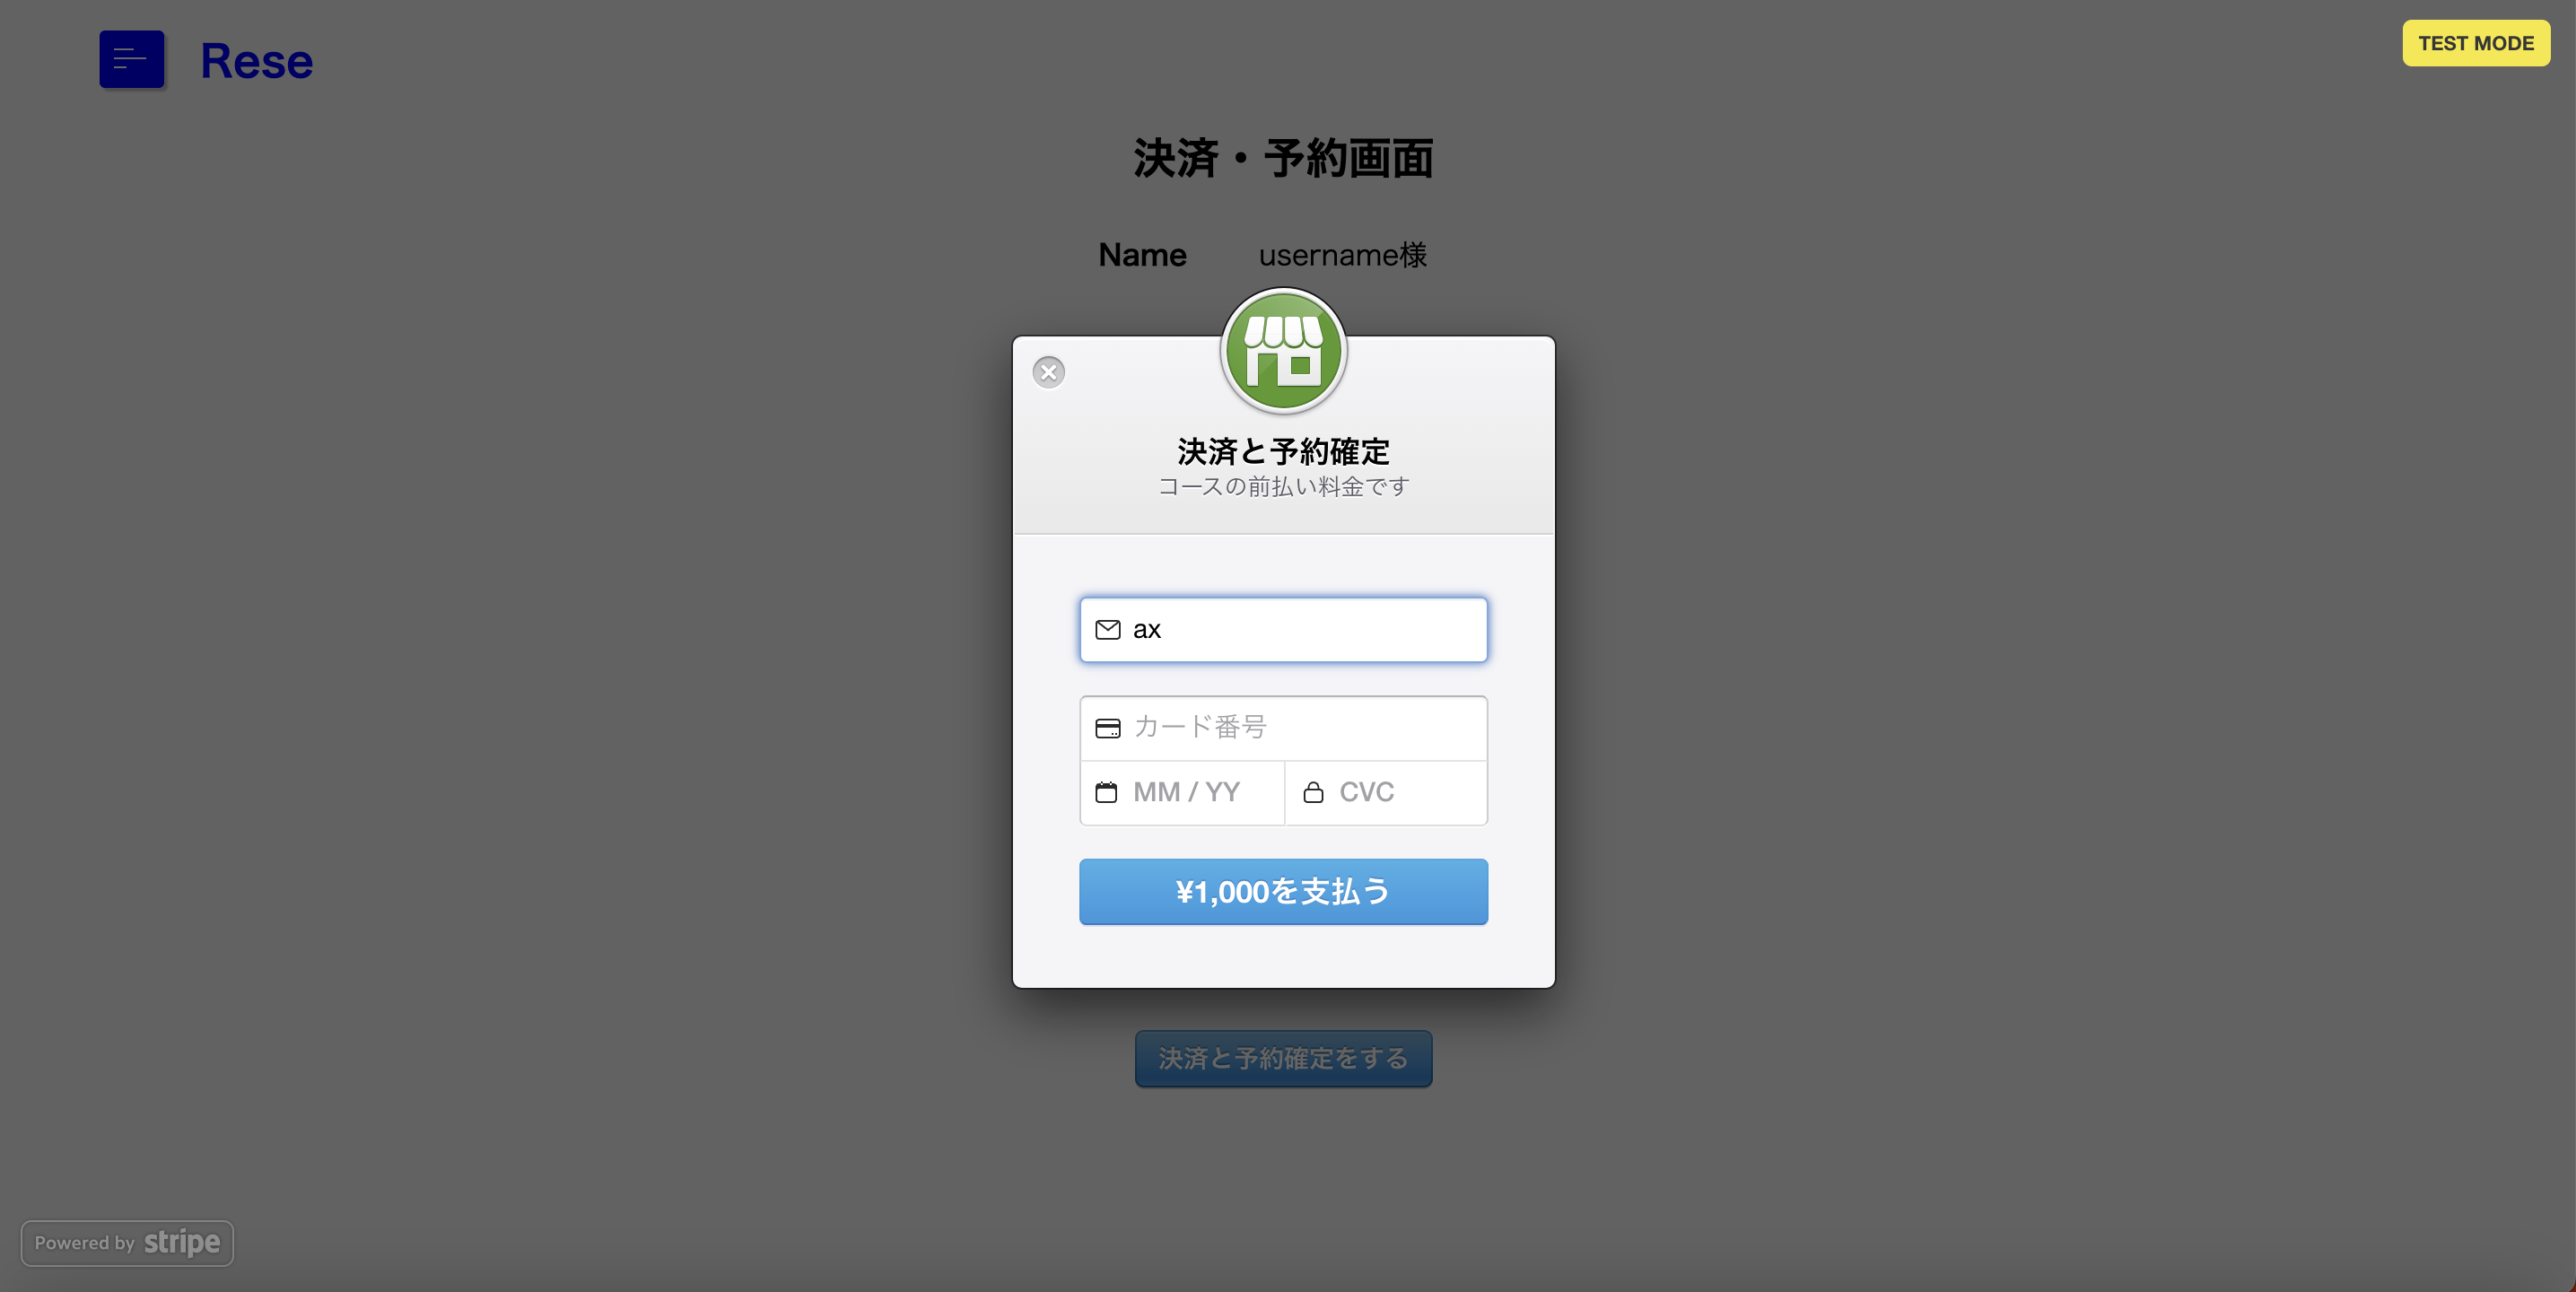 Rese
TEST MODE
決済・予約画面
Name username様
決済と予約確定
コースの前払い料金です
ax
カード番号
MM / YY
CVC
¥1,000を支払う
決済と予約確定をする
Powered by stripe